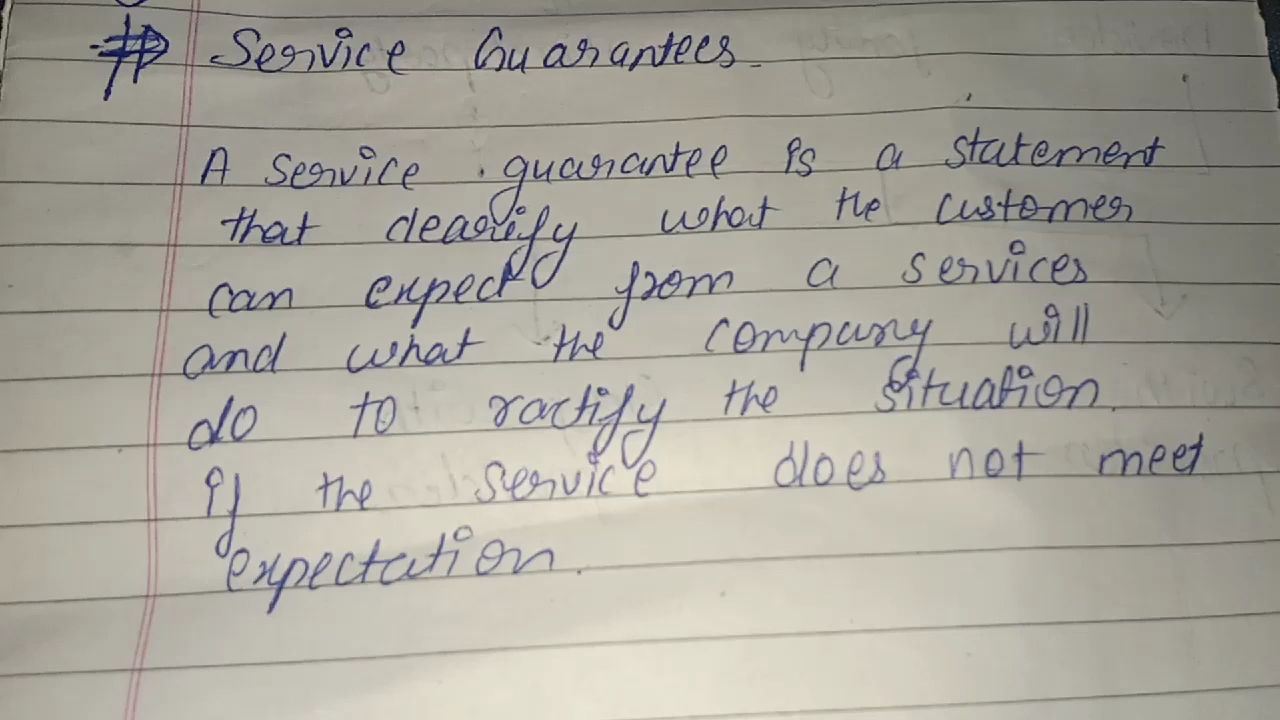 # Service Guarantees.
A service guarantee is a statement
that clearify what the customer
can expect from a services
and what the company will
do to ractify the situation
if the service does not meet
expectation.